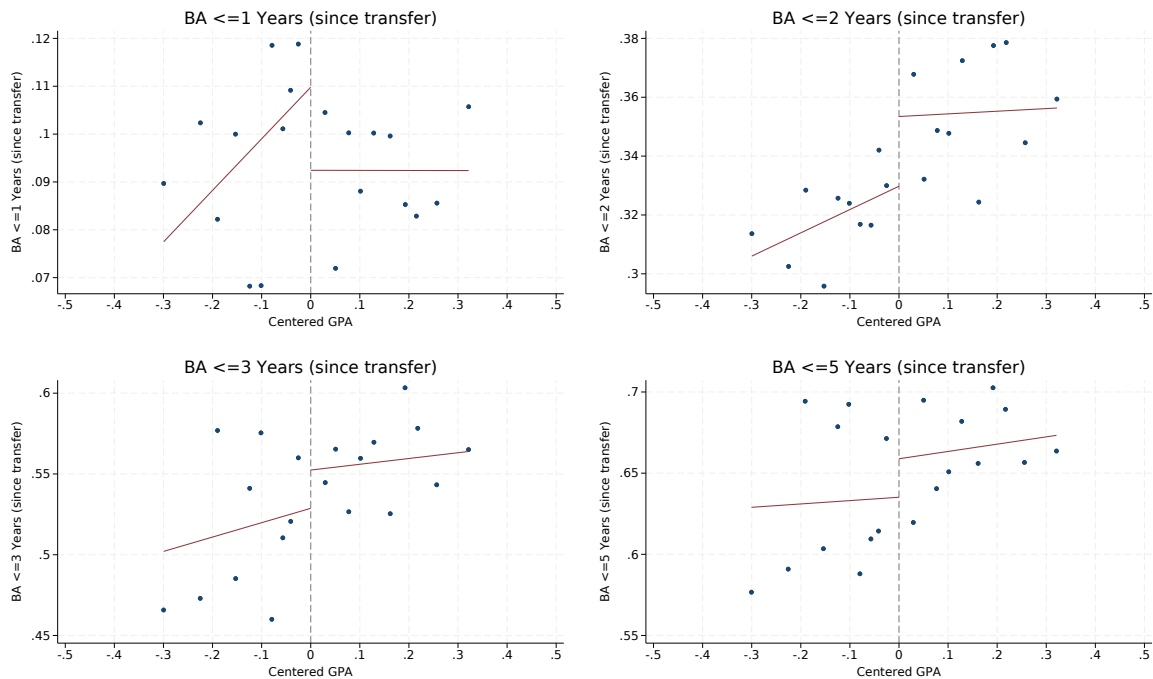 BA <=1 Years (since transfer)
BA <=1 Years (since transfer)
.12
.11
.1
.09
.08
.07
-.5 -.4 -.3 -.2 -.1 0 .1 .2 .3 .4 .5
Centered GPA
BA <=2 Years (since transfer)
BA <=2 Years (since transfer)
.38
.36
.34
.32
.3
-.5 -.4 -.3 -.2 -.1 0 .1 .2 .3 .4 .5
Centered GPA
BA <=3 Years (since transfer)
BA <=3 Years (since transfer)
.6
.55
.5
.45
-.5 -.4 -.3 -.2 -.1 0 .1 .2 .3 .4 .5
Centered GPA
BA <=5 Years (since transfer)
BA <=5 Years (since transfer)
.7
.65
.6
.55
-.5 -.4 -.3 -.2 -.1 0 .1 .2 .3 .4 .5
Centered GPA